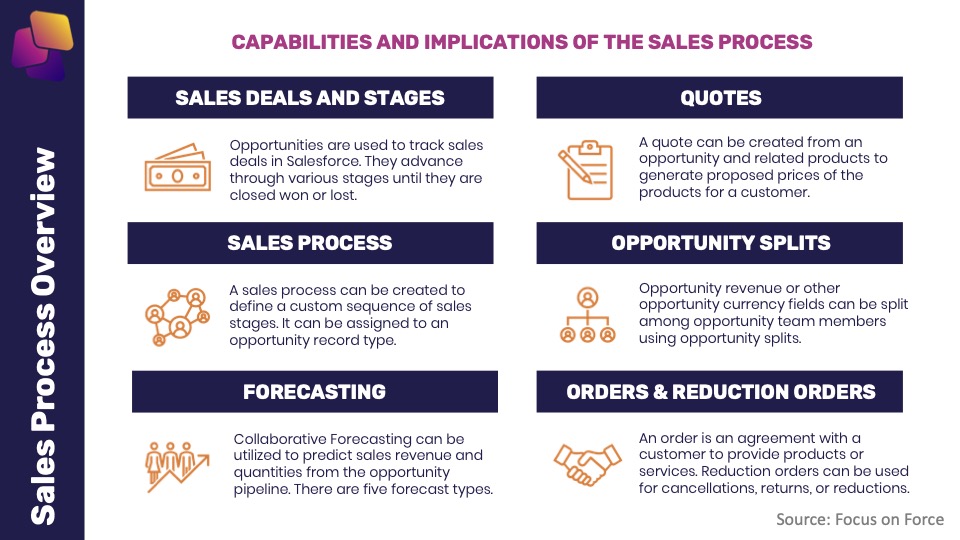 Sales Process Overview
CAPABILITIES AND IMPLICATIONS OF THE SALES PROCESS
SALES DEALS AND STAGES
Opportunities are used to track sales
deals in Salesforce. They advance
through various stages until they are
closed won or lost.
QUOTES
A quote can be created from an
opportunity and related products to
generate proposed prices of the
products for a customer.
SALES PROCESS
A sales process can be created to
define a custom sequence of sales
stages. It can be assigned to an
opportunity record type.
OPPORTUNITY SPLITS
Opportunity revenue or other
opportunity currency fields can be split
among opportunity team members
using opportunity splits.
FORECASTING
Collaborative Forecasting can be
utilized to predict sales revenue and
quantities from the opportunity
pipeline. There are five forecast types.
ORDERS & REDUCTION ORDERS
An order is an agreement with a
customer to provide products or
services. Reduction orders can be used
for cancellations, returns, or reductions.
Source: Focus on Force